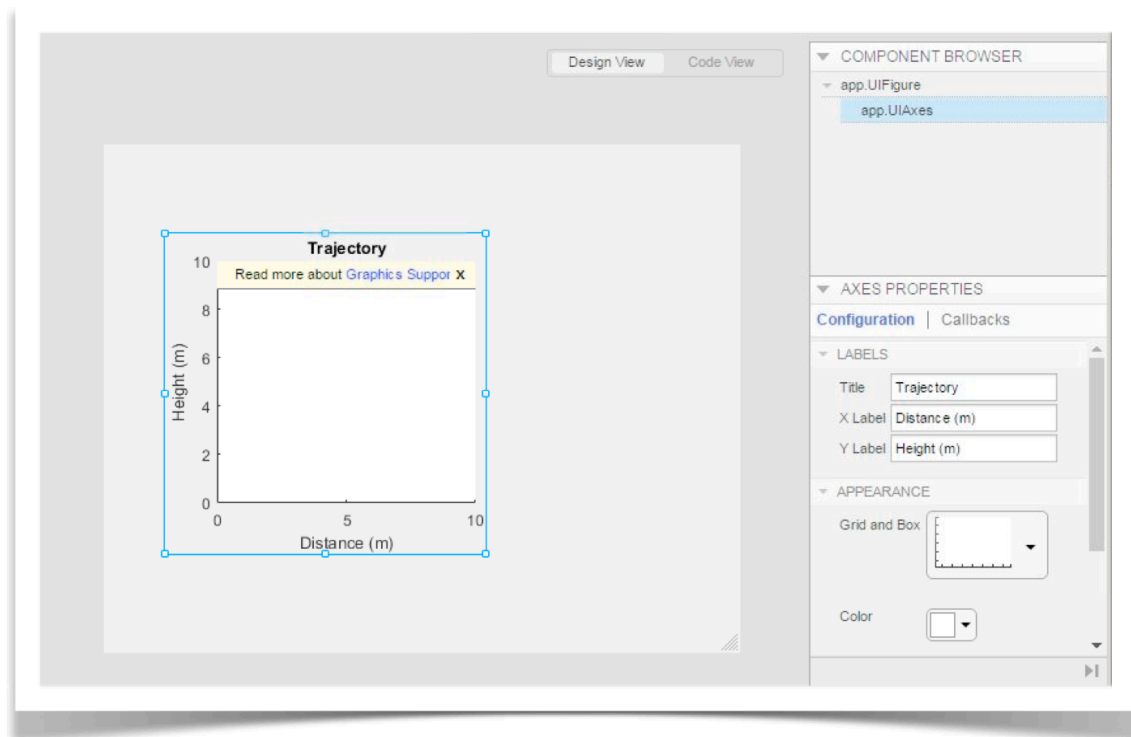 Design View Code View
COMPONENT BROWSER
app.UIFigure
app.UIAxes
Trajectory
Read more about Graphics Suppor X
10
8
6
4
2
0
Height (m)
0 5 10
Distance (m)
AXES PROPERTIES
Configuration | Callbacks
LABELS
Title Trajectory
X Label Distance (m)
Y Label Height (m)
APPEARANCE
Grid and Box
Color